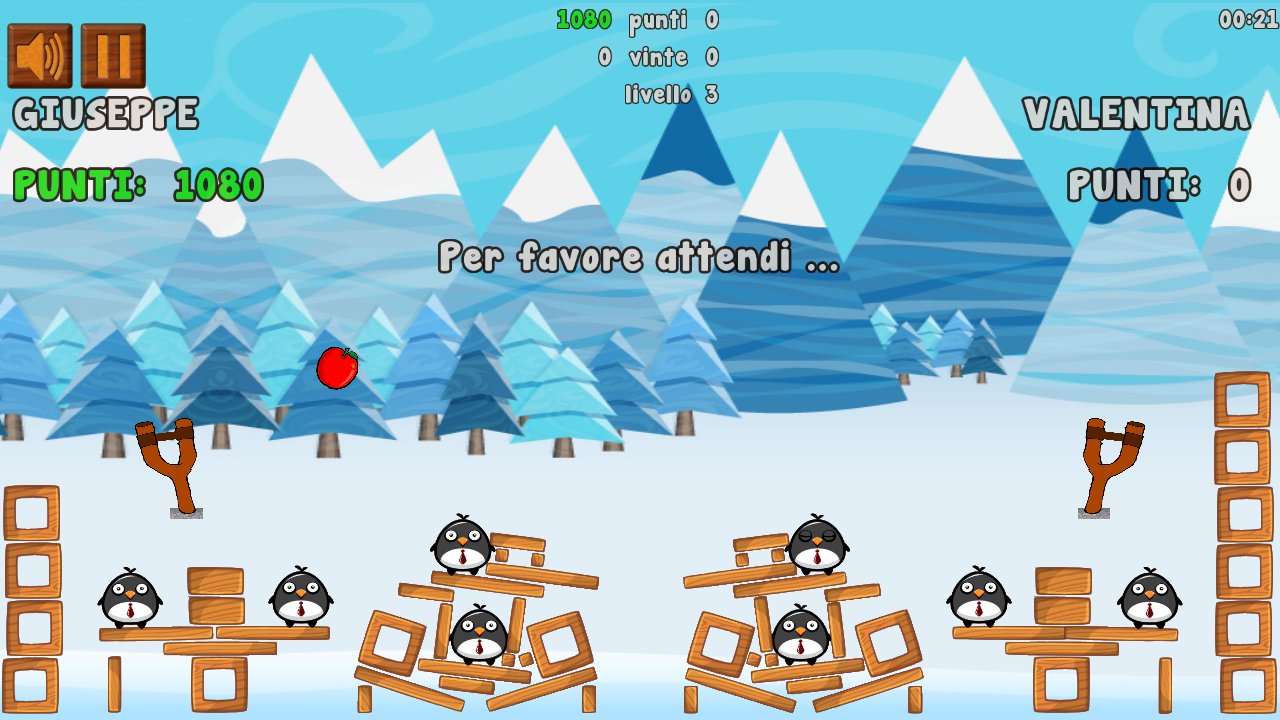 1080 punti 0
00:21
0 vinte 0
livello 3
GIUSEPPE
VALENTINA
PUNTI: 1080
PUNTI: 0
Per favore attendi ...